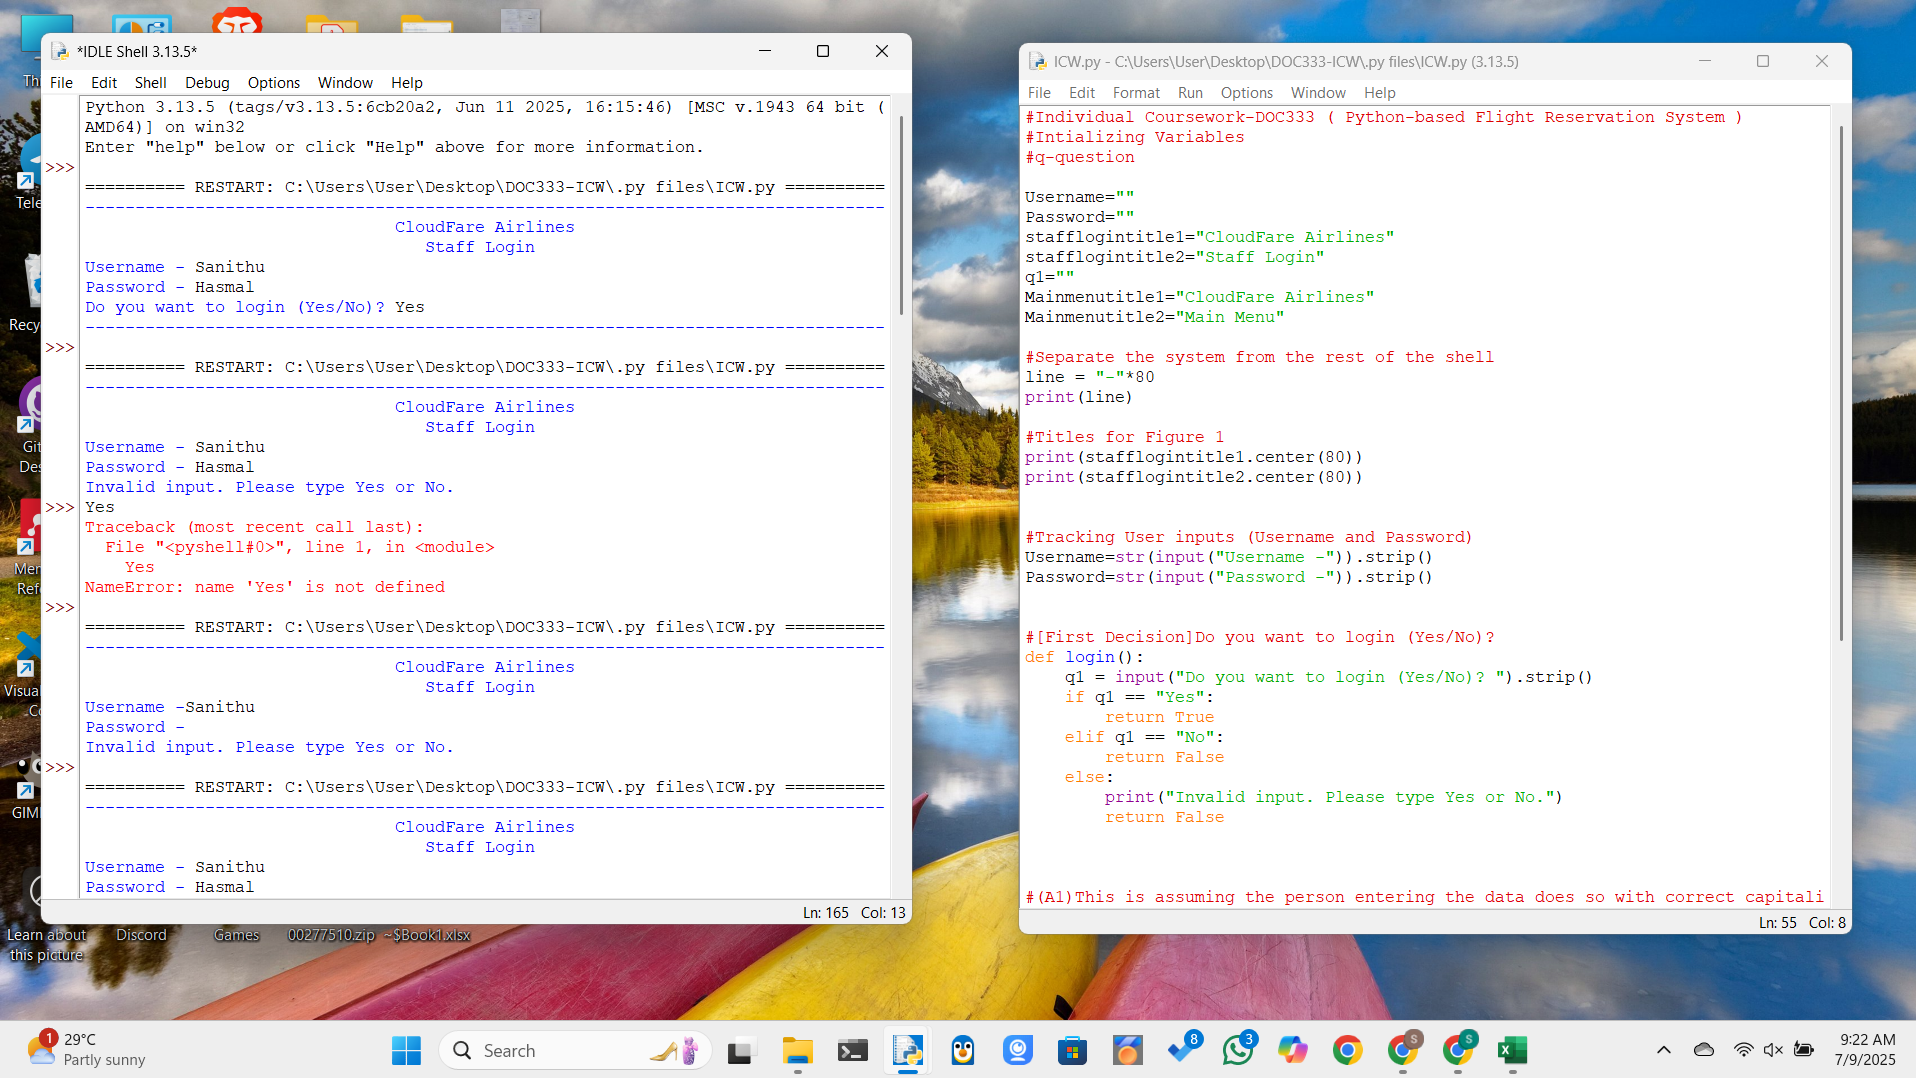 *IDLE Shell 3.13.5*
File Edit Shell Debug Options Window Help
Python 3.13.5 (tags/v3.13.5:6cb20a2, Jun 11 2025, 16:15:46) [MSC v.1943 64 bit (
AMD64)] on win32
Enter "help" below or click "Help" above for more information.
>>>
========== RESTART: C:\Users\User\Desktop\DOC333-ICW\.py files\ICW.py ==========
--------------------------------------------------------------------------------
CloudFare Airlines
Staff Login
Username - Sanithu
Password - Hasmal
Do you want to login (Yes/No)? Yes
--------------------------------------------------------------------------------
>>>
========== RESTART: C:\Users\User\Desktop\DOC333-ICW\.py files\ICW.py ==========
--------------------------------------------------------------------------------
CloudFare Airlines
Staff Login
Username - Sanithu
Password - Hasmal
Invalid input. Please type Yes or No.
>>> Yes
Traceback (most recent call last):
File "<pyshell#0>", line 1, in <module>
Yes
NameError: name 'Yes' is not defined
>>>
========== RESTART: C:\Users\User\Desktop\DOC333-ICW\.py files\ICW.py ==========
--------------------------------------------------------------------------------
CloudFare Airlines
Staff Login
Username -Sanithu
Password -
Invalid input. Please type Yes or No.
>>>
========== RESTART: C:\Users\User\Desktop\DOC333-ICW\.py files\ICW.py ==========
--------------------------------------------------------------------------------
CloudFare Airlines
Staff Login
Username - Sanithu
Password - Hasmal
Ln: 165 Col: 13
ICW.py - C:\Users\User\Desktop\DOC333-ICW\.py files\ICW.py (3.13.5)
File Edit Format Run Options Window Help
#Individual Coursework-DOC333 ( Python-based Flight Reservation System )
#Intializing Variables
#q-question
Username=""
Password=""
stafflogintitle1="CloudFare Airlines"
stafflogintitle2="Staff Login"
q1=""
Mainmenutitle1="CloudFare Airlines"
Mainmenutitle2="Main Menu"
#Separate the system from the rest of the shell
line = "-"*80
print(line)
#Titles for Figure 1
print(stafflogintitle1.center(80))
print(stafflogintitle2.center(80))
#Tracking User inputs (Username and Password)
Username=str(input("Username -")).strip()
Password=str(input("Password -")).strip()
#[First Decision]Do you want to login (Yes/No)?
def login():
q1 = input("Do you want to login (Yes/No)? ").strip()
if q1 == "Yes":
return True
elif q1 == "No":
return False
else:
print("Invalid input. Please type Yes or No.")
return False
#(A1)This is assuming the person entering the data does so with correct capitali
Ln: 55 Col: 8
Th
Tele
Recy
Git
Des
Mer
Ref
Visua
Co
GIM
Learn about
this picture
Discord
Games
00277510.zip
~$Book1.xlsx
1
29°C
Partly sunny
Search
8
3
S
S
9:22 AM
7/9/2025